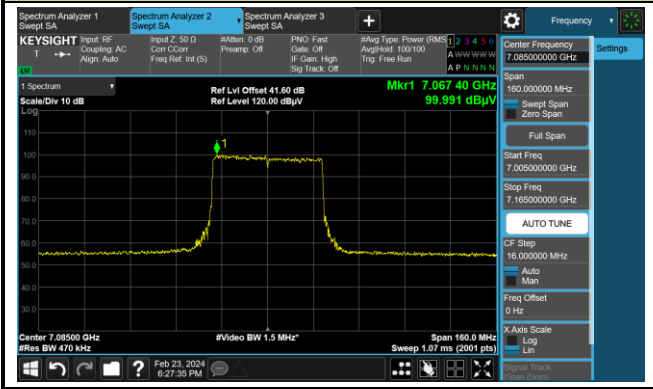 Spectrum Analyzer 1
Swept SA
Spectrum Analyzer 2
Swept SA
Spectrum Analyzer 3
Swept SA
+
Frequency
KEYSIGHT
T
LV
Input: RF
Coupling: AC
Align: Auto
Input Z: 50 Ω
Corr CCorr
Freq Ref: Int (S)
#Atten: 0 dB
Preamp: Off
PNO: Fast
Gate: Off
IF Gain: High
Sig Track: Off
#Avg Type: Power (RMS)
Avg|Hold: 100/100
Trig: Free Run
1 2 3 4 5 6
A W W W W W
A P N N N N
1 Spectrum
Scale/Div 10 dB
Log
Ref Lvl Offset 41.60 dB
Ref Level 120.00 dBµV
Mkr1 7.067 40 GHz
99.991 dBµV
110
100
90.0
80.0
70.0
60.0
50.0
40.0
30.0
1
Center 7.08500 GHz
#Res BW 470 kHz
#Video BW 1.5 MHz*
Span 160.0 MHz
Sweep 1.07 ms (2001 pts)
Feb 23, 2024
6:27:35 PM
Center Frequency
7.085000000 GHz
Settings
Span
160.000000 MHz
Swept Span
Zero Span
Full Span
Start Freq
7.005000000 GHz
Stop Freq
7.165000000 GHz
AUTO TUNE
CF Step
16.000000 MHz
Auto
Man
Freq Offset
0 Hz
X Axis Scale
Log
Lin
Signal Track
(Span Zoom)